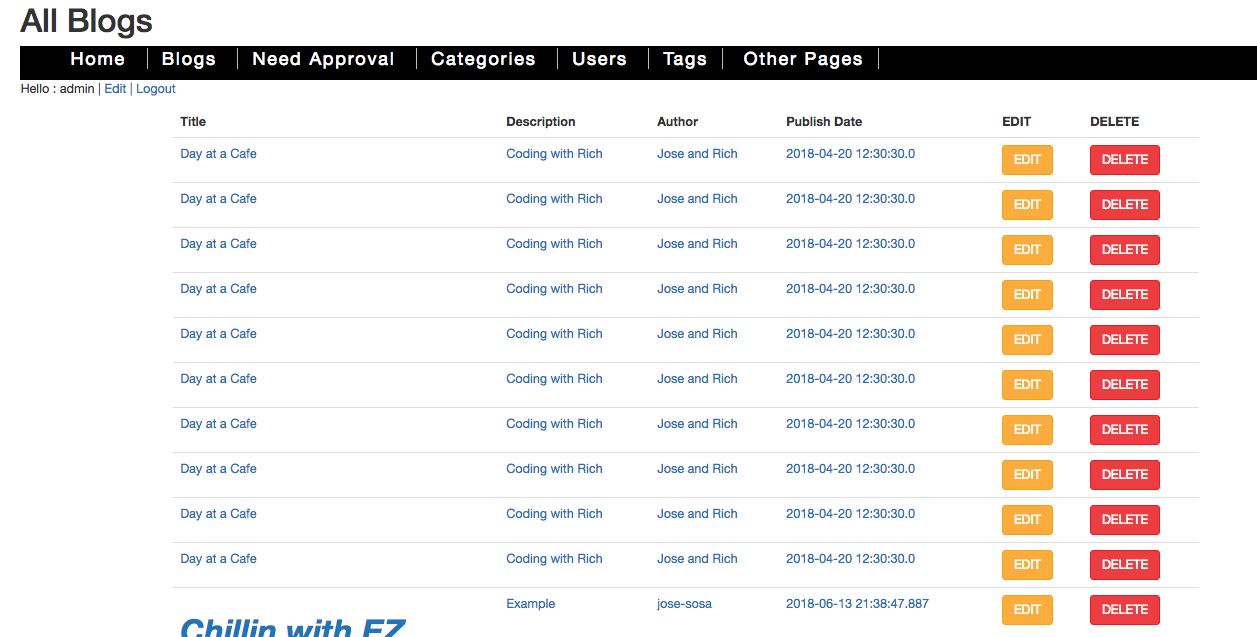 All Blogs
Home Blogs Need Approval Categories Users Tags Other Pages
Hello : admin | Edit | Logout
Title Description Author Publish Date EDIT DELETE
Day at a Cafe Coding with Rich Jose and Rich 2018-04-20 12:30:30.0 EDIT DELETE
Day at a Cafe Coding with Rich Jose and Rich 2018-04-20 12:30:30.0 EDIT DELETE
Day at a Cafe Coding with Rich Jose and Rich 2018-04-20 12:30:30.0 EDIT DELETE
Day at a Cafe Coding with Rich Jose and Rich 2018-04-20 12:30:30.0 EDIT DELETE
Day at a Cafe Coding with Rich Jose and Rich 2018-04-20 12:30:30.0 EDIT DELETE
Day at a Cafe Coding with Rich Jose and Rich 2018-04-20 12:30:30.0 EDIT DELETE
Day at a Cafe Coding with Rich Jose and Rich 2018-04-20 12:30:30.0 EDIT DELETE
Day at a Cafe Coding with Rich Jose and Rich 2018-04-20 12:30:30.0 EDIT DELETE
Day at a Cafe Coding with Rich Jose and Rich 2018-04-20 12:30:30.0 EDIT DELETE
Day at a Cafe Coding with Rich Jose and Rich 2018-04-20 12:30:30.0 EDIT DELETE
Example jose-sosa 2018-06-13 21:38:47.887 EDIT DELETE
Chillin with EZ